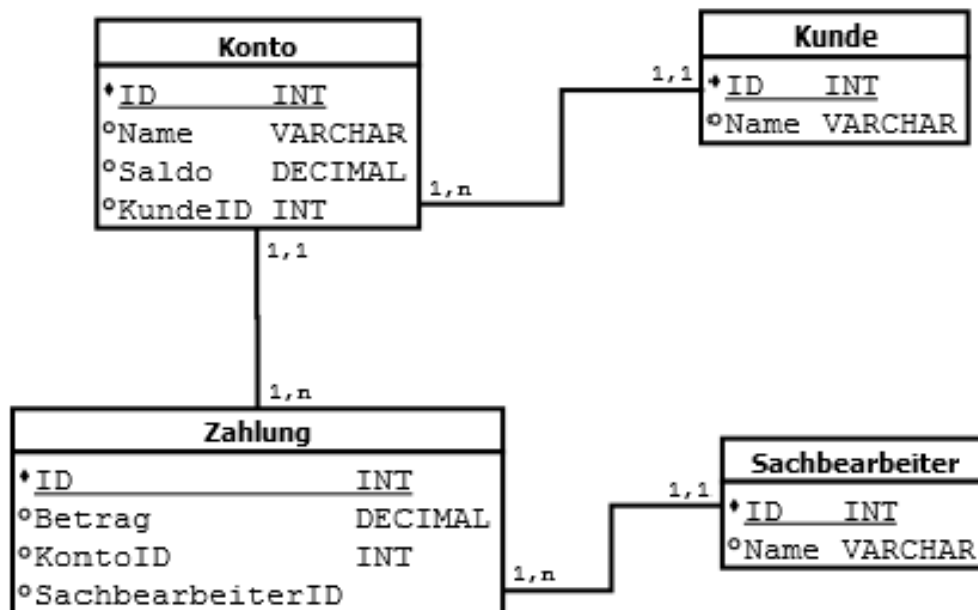 Konto
ID INT
Name VARCHAR
Saldo DECIMAL
KundeID INT
Kunde
ID INT
Name VARCHAR
1,1
1,n
1,1
1,n
Zahlung
ID INT
Betrag DECIMAL
KontoID INT
SachbearbeiterID
1,1
1,n
Sachbearbeiter
ID INT
Name VARCHAR